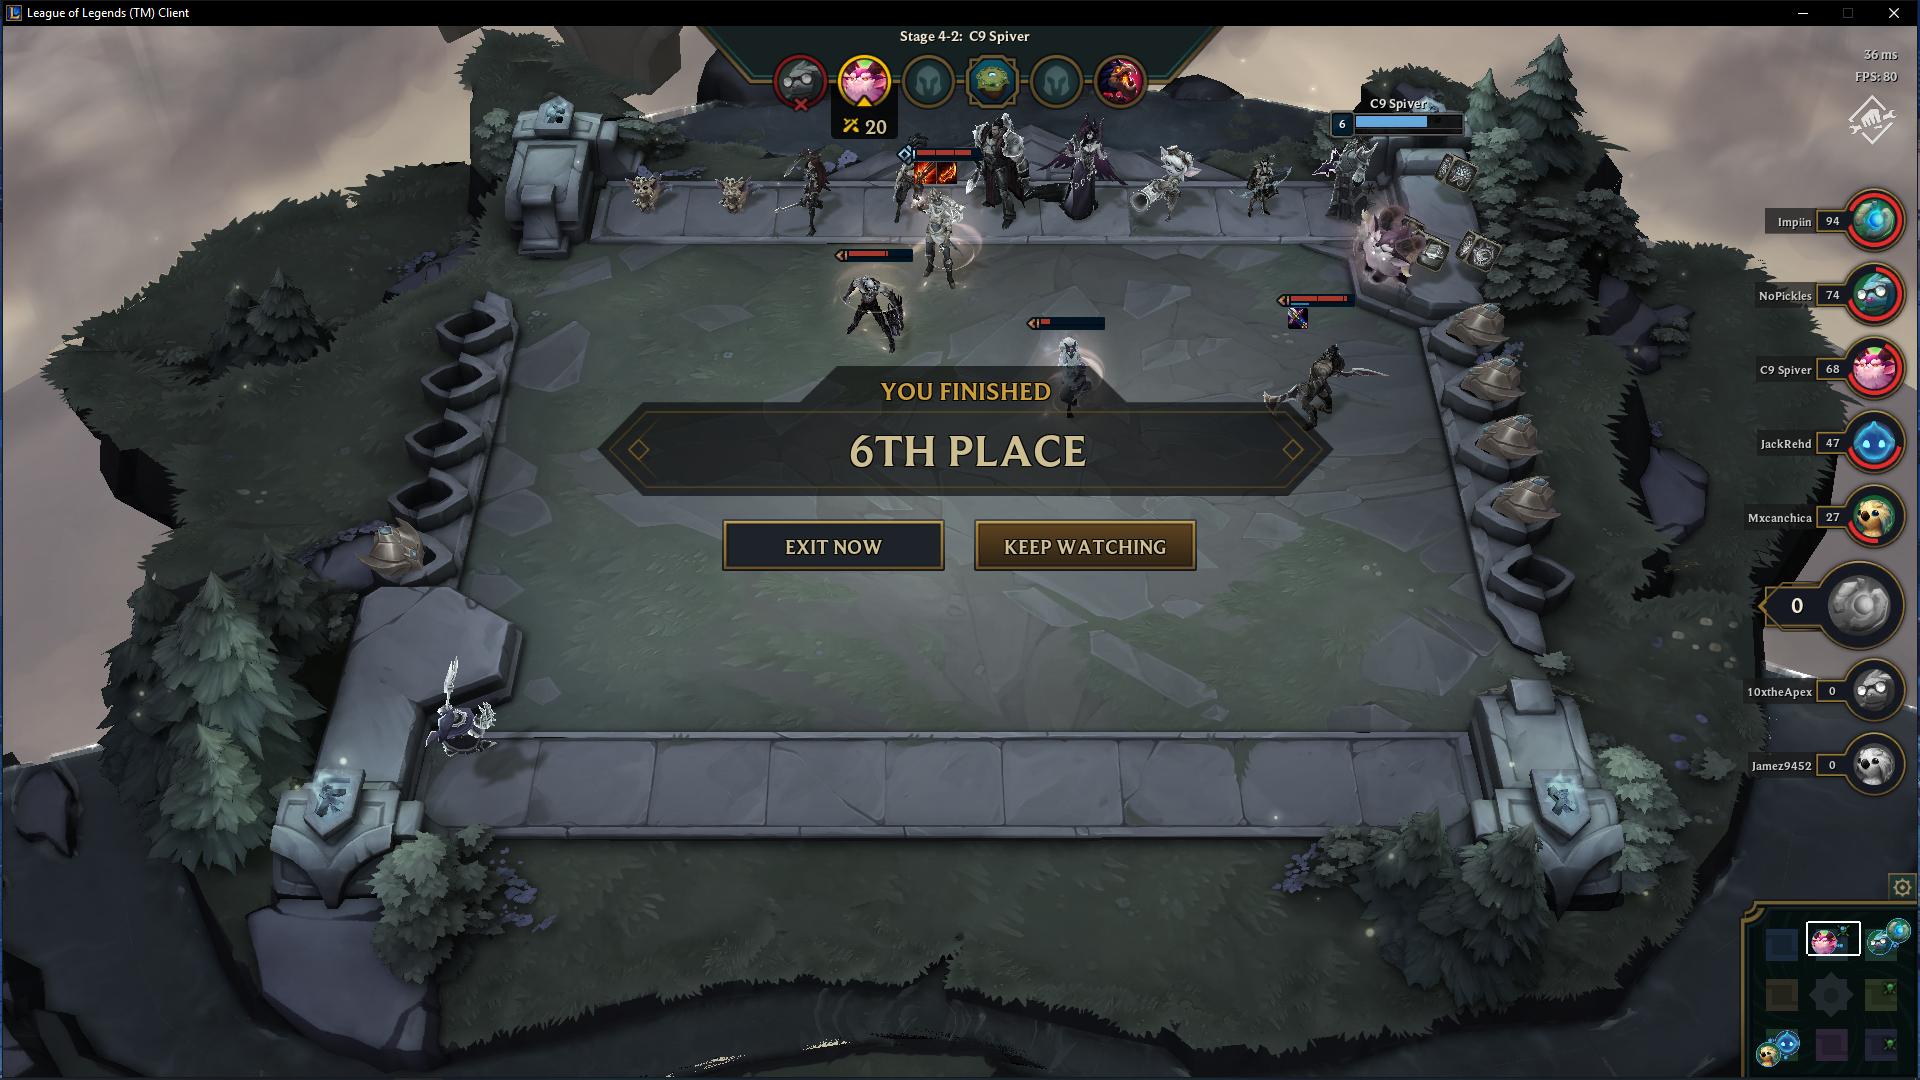 League of Legends (TM) Client
Stage 4-2: C9 Spiver
36 ms
FPS: 80
20
C9 Spiver
6
Impiin 94
NoPickles 74
C9 Spiver 68
YOU FINISHED
6TH PLACE
JackRehd 47
Mxcanchica 27
EXIT NOW
KEEP WATCHING
0
10xtheApex 0
Jamez9452 0